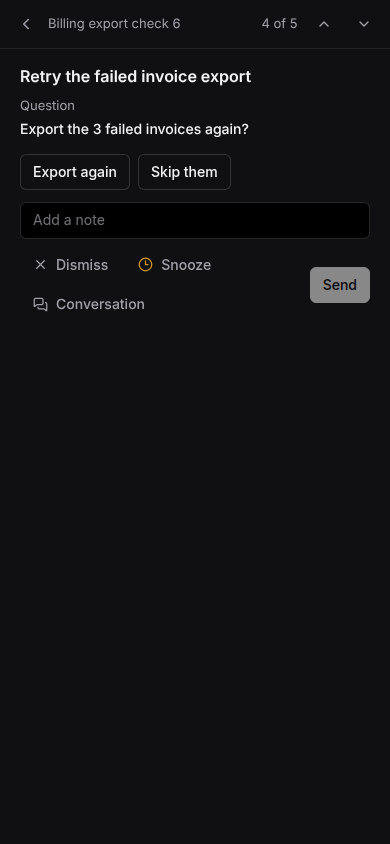 Billing export check 6 4 of 5
Retry the failed invoice export
Question
Export the 3 failed invoices again?
Export again Skip them
Add a note
Dismiss Snooze
Send
Conversation